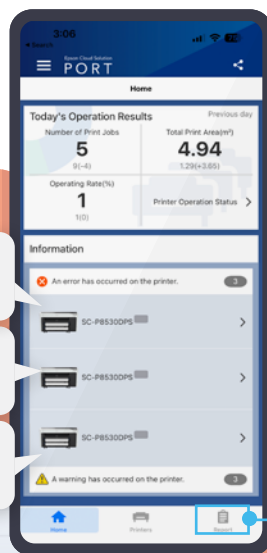 3:06
Search
Epson Cloud Solution
PORT
Home
Today's Operation Results
Previous day
Number of Print Jobs
Total Print Area(m²)
5
4.94
9(-4)
1.29(+3.65)
Operating Rate(%)
1
Printer Operation Status
1(0)
Information
An error has occurred on the printer.
3
SC-P8530DPS
SC-P8530DPS
SC-P8530DPS
A warning has occurred on the printer.
3
Home
Printers
Report